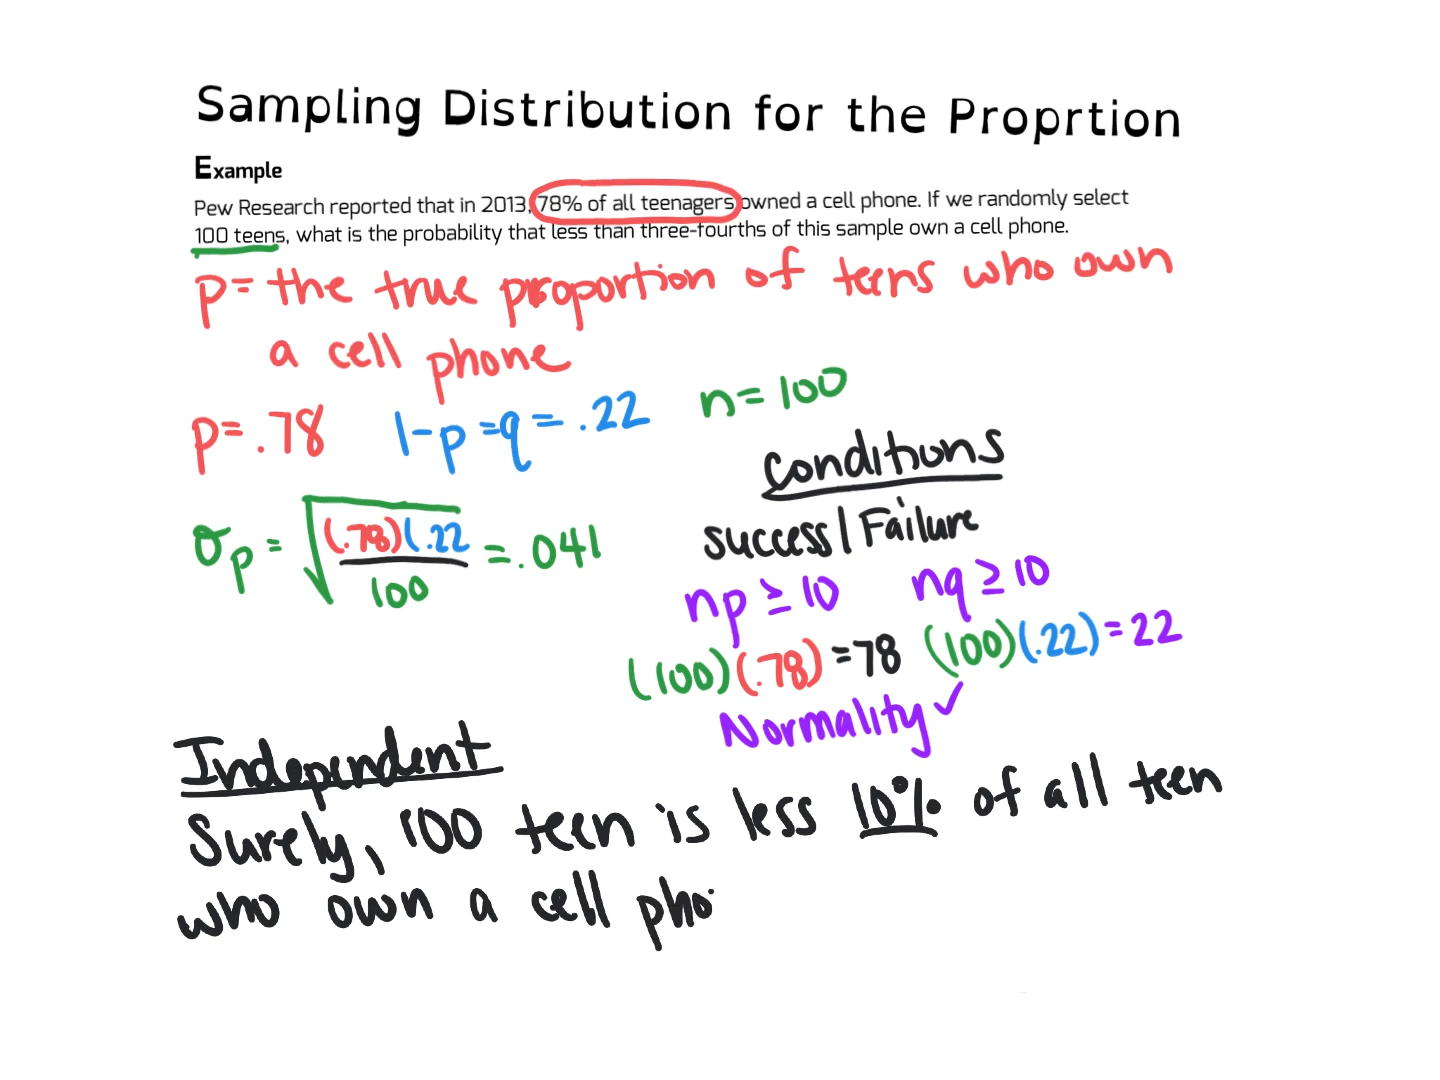 Sampling Distribution for the Proprtion
Example
Pew Research reported that in 2013, 78% of all teenagers owned a cell phone. If we randomly select
100 teens, what is the probability that less than three-fourths of this sample own a cell phone.
p= the true proportion of teens who own
a cell phone
p= .78 1-p =q= .22 n= 100
conditions
success/Failure
σp = √(.78)(.22 / 100 = .041
np ≥ 10 nq ≥ 10
(100)(.78) =78 (100)(.22) = 22
Normality ✓
Independent
Surely, 100 teen is less 10% of all teen
who own a cell pho